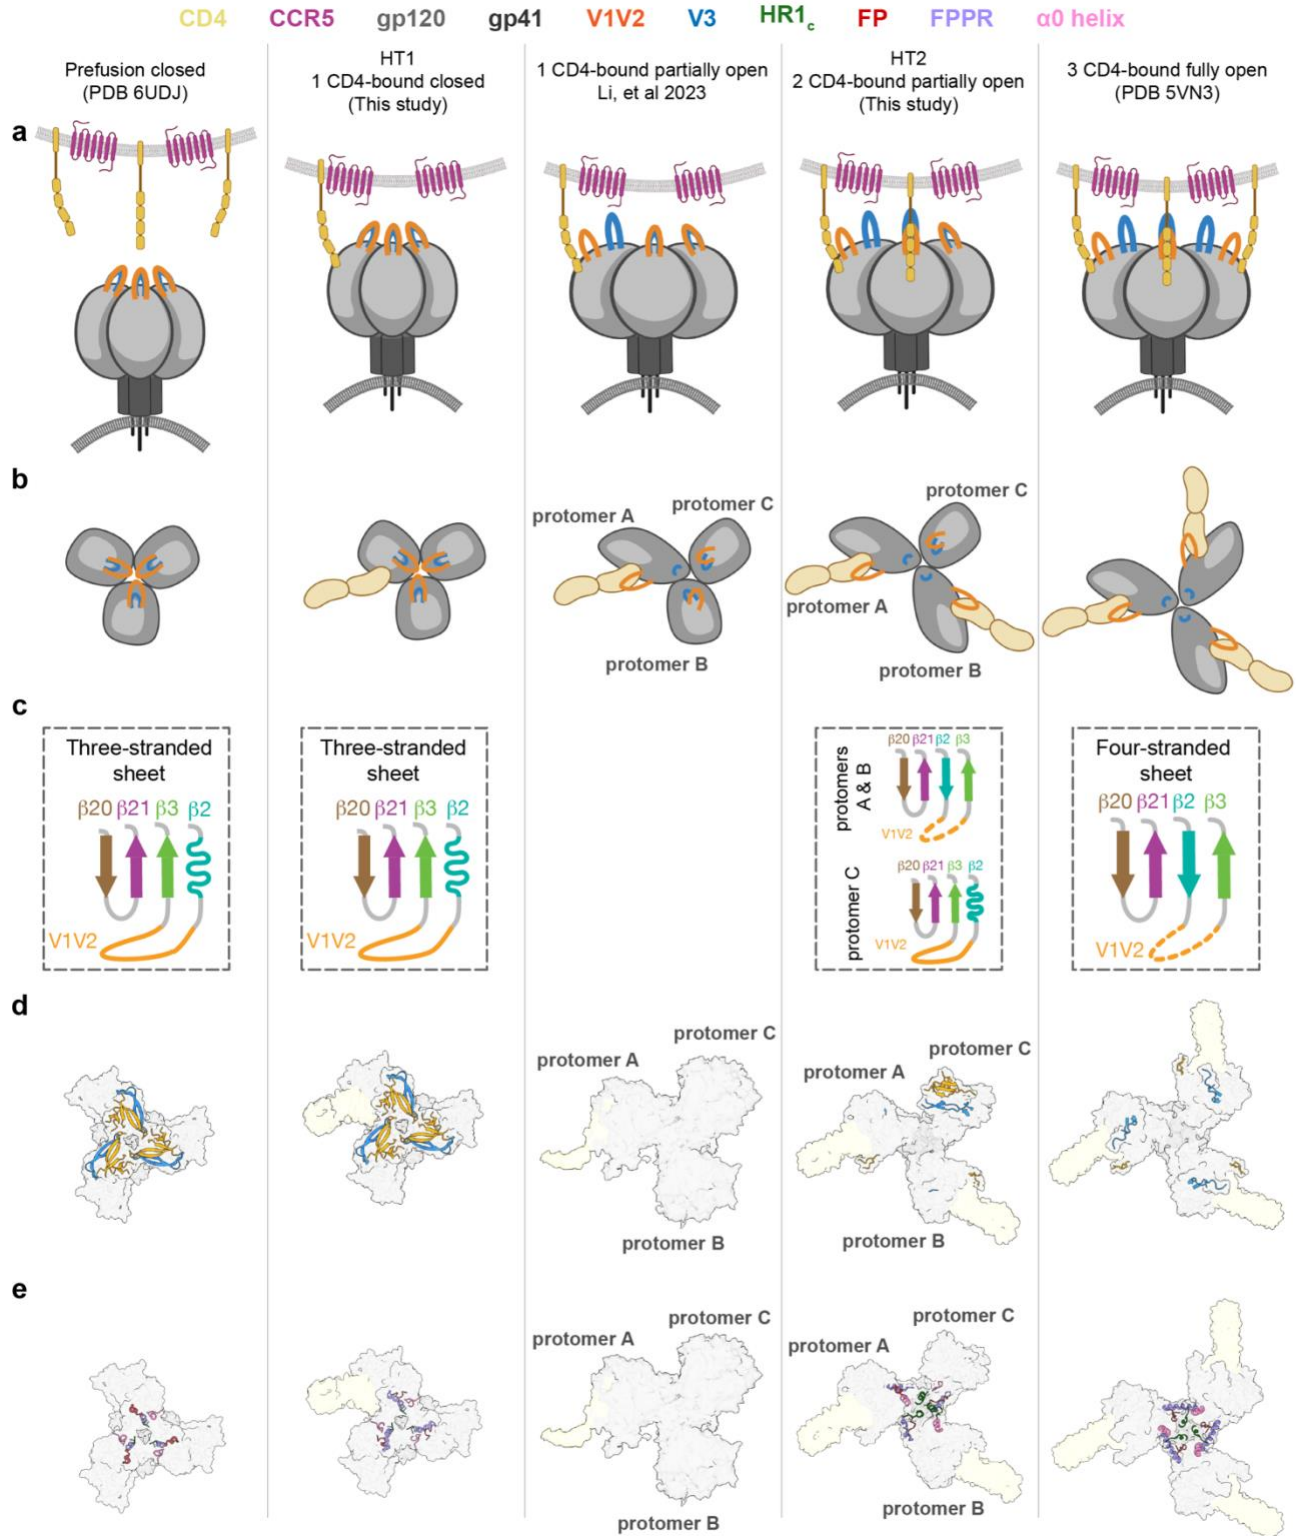 CD4 CCR5 gp120 gp41 V1V2 V3 HR1c FP FPPR α0 helix
Prefusion closed
(PDB 6UDJ)
HT1
1 CD4-bound closed
(This study)
1 CD4-bound partially open
Li, et al 2023
HT2
2 CD4-bound partially open
(This study)
3 CD4-bound fully open
(PDB 5VN3)
a
b
protomer A
protomer C
protomer B
protomer C
protomer A
protomer B
c
Three-stranded
sheet
β20 β21 β3 β2
V1V2
Three-stranded
sheet
β20 β21 β3 β2
V1V2
protomers
A & B
β20 β21 β2 β3
V1V2
protomer C
β20 β21 β3 β2
V1V2
Four-stranded
sheet
β20 β21 β2 β3
V1V2
d
protomer C
protomer A
protomer B
protomer C
protomer A
protomer B
e
protomer C
protomer A
protomer B
protomer C
protomer A
protomer B